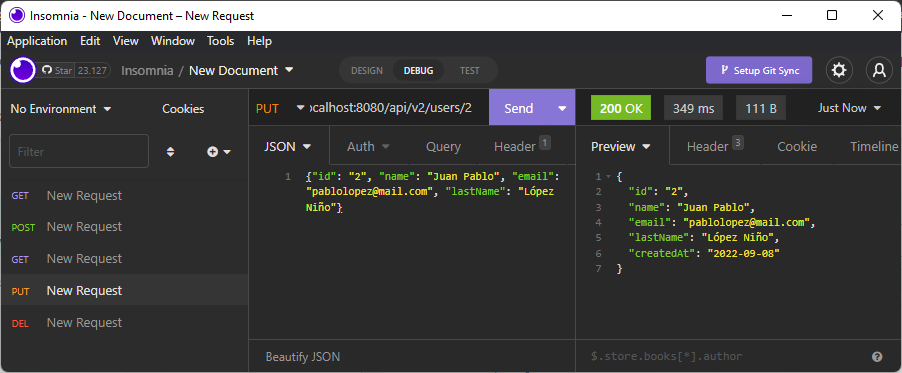 Insomnia - New Document – New Request
Application Edit View Window Tools Help
Star 23.127 Insomnia / New Document DESIGN DEBUG TEST Setup Git Sync
No Environment Cookies
Filter
GET New Request
POST New Request
GET New Request
PUT New Request
DEL New Request
PUT ocalhost:8080/api/v2/users/2 Send
JSON Auth Query Header 1
1 {"id": "2", "name": "Juan Pablo", "email":
"pablolopez@mail.com", "lastName": "López
Niño"}
Beautify JSON
200 OK 349 ms 111 B Just Now
Preview Header 3 Cookie Timeline
1 {
2 "id": "2",
3 "name": "Juan Pablo",
4 "email": "pablolopez@mail.com",
5 "lastName": "López Niño",
6 "createdAt": "2022-09-08"
7 }
$.store.books[*].author